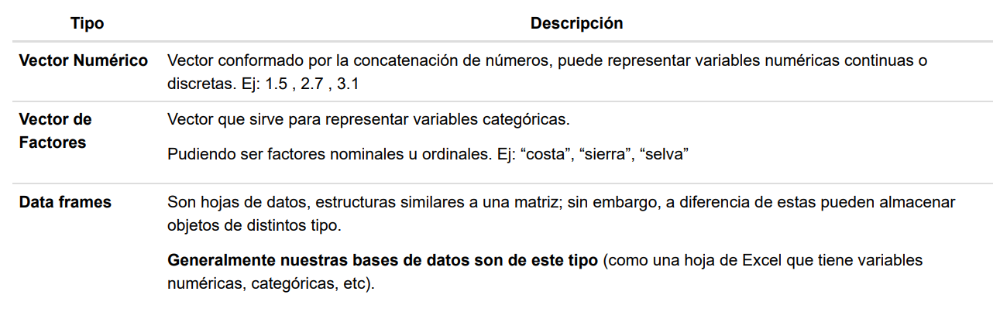 Tipo Descripción
Vector Numérico Vector conformado por la concatenación de números, puede representar variables numéricas continuas o
discretas. Ej: 1.5 , 2.7 , 3.1
Vector de Vector que sirve para representar variables categóricas.
Factores
Pudiendo ser factores nominales u ordinales. Ej: “costa”, “sierra”, “selva”
Data frames Son hojas de datos, estructuras similares a una matriz; sin embargo, a diferencia de estas pueden almacenar
objetos de distintos tipo.
Generalmente nuestras bases de datos son de este tipo (como una hoja de Excel que tiene variables
numéricas, categóricas, etc).